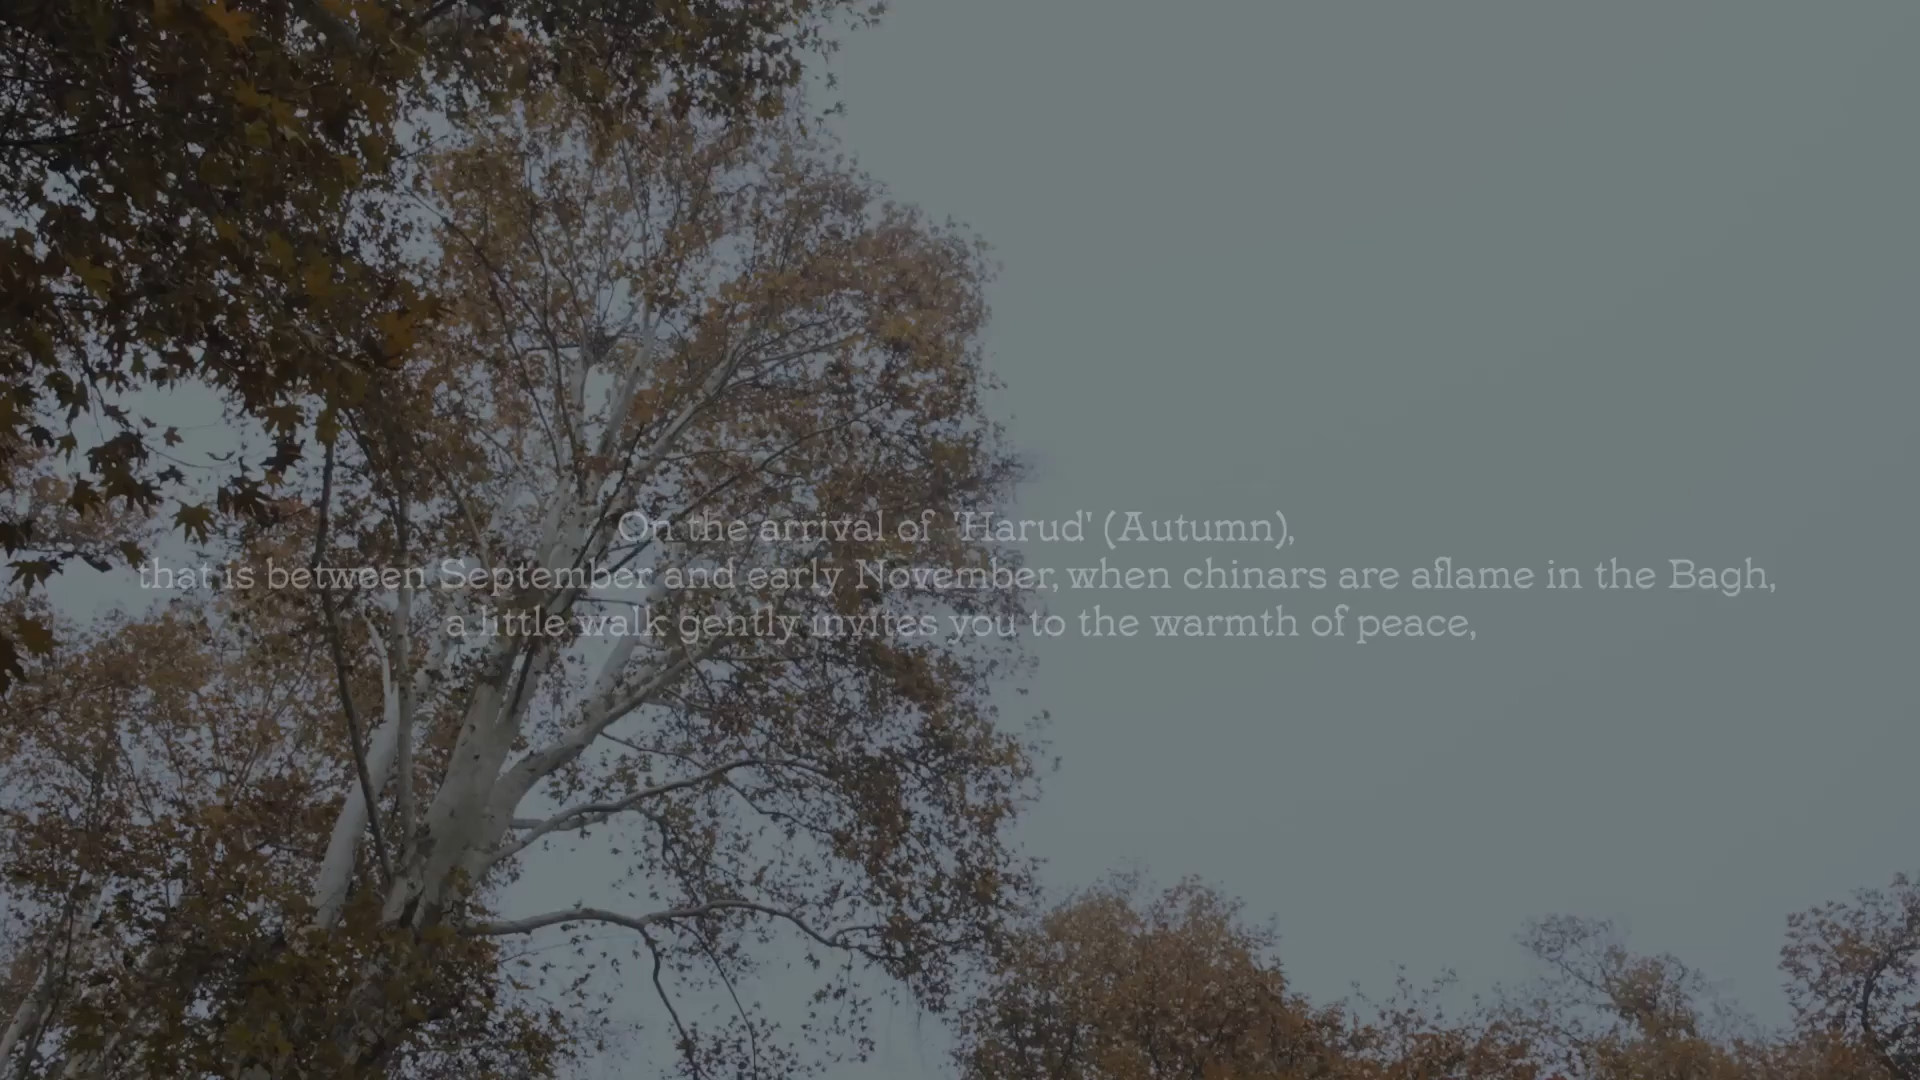 On the arrival of 'Harud' (Autumn),
that is between September and early November, when chinars are aflame in the Bagh,
a little walk gently invites you to the warmth of peace,